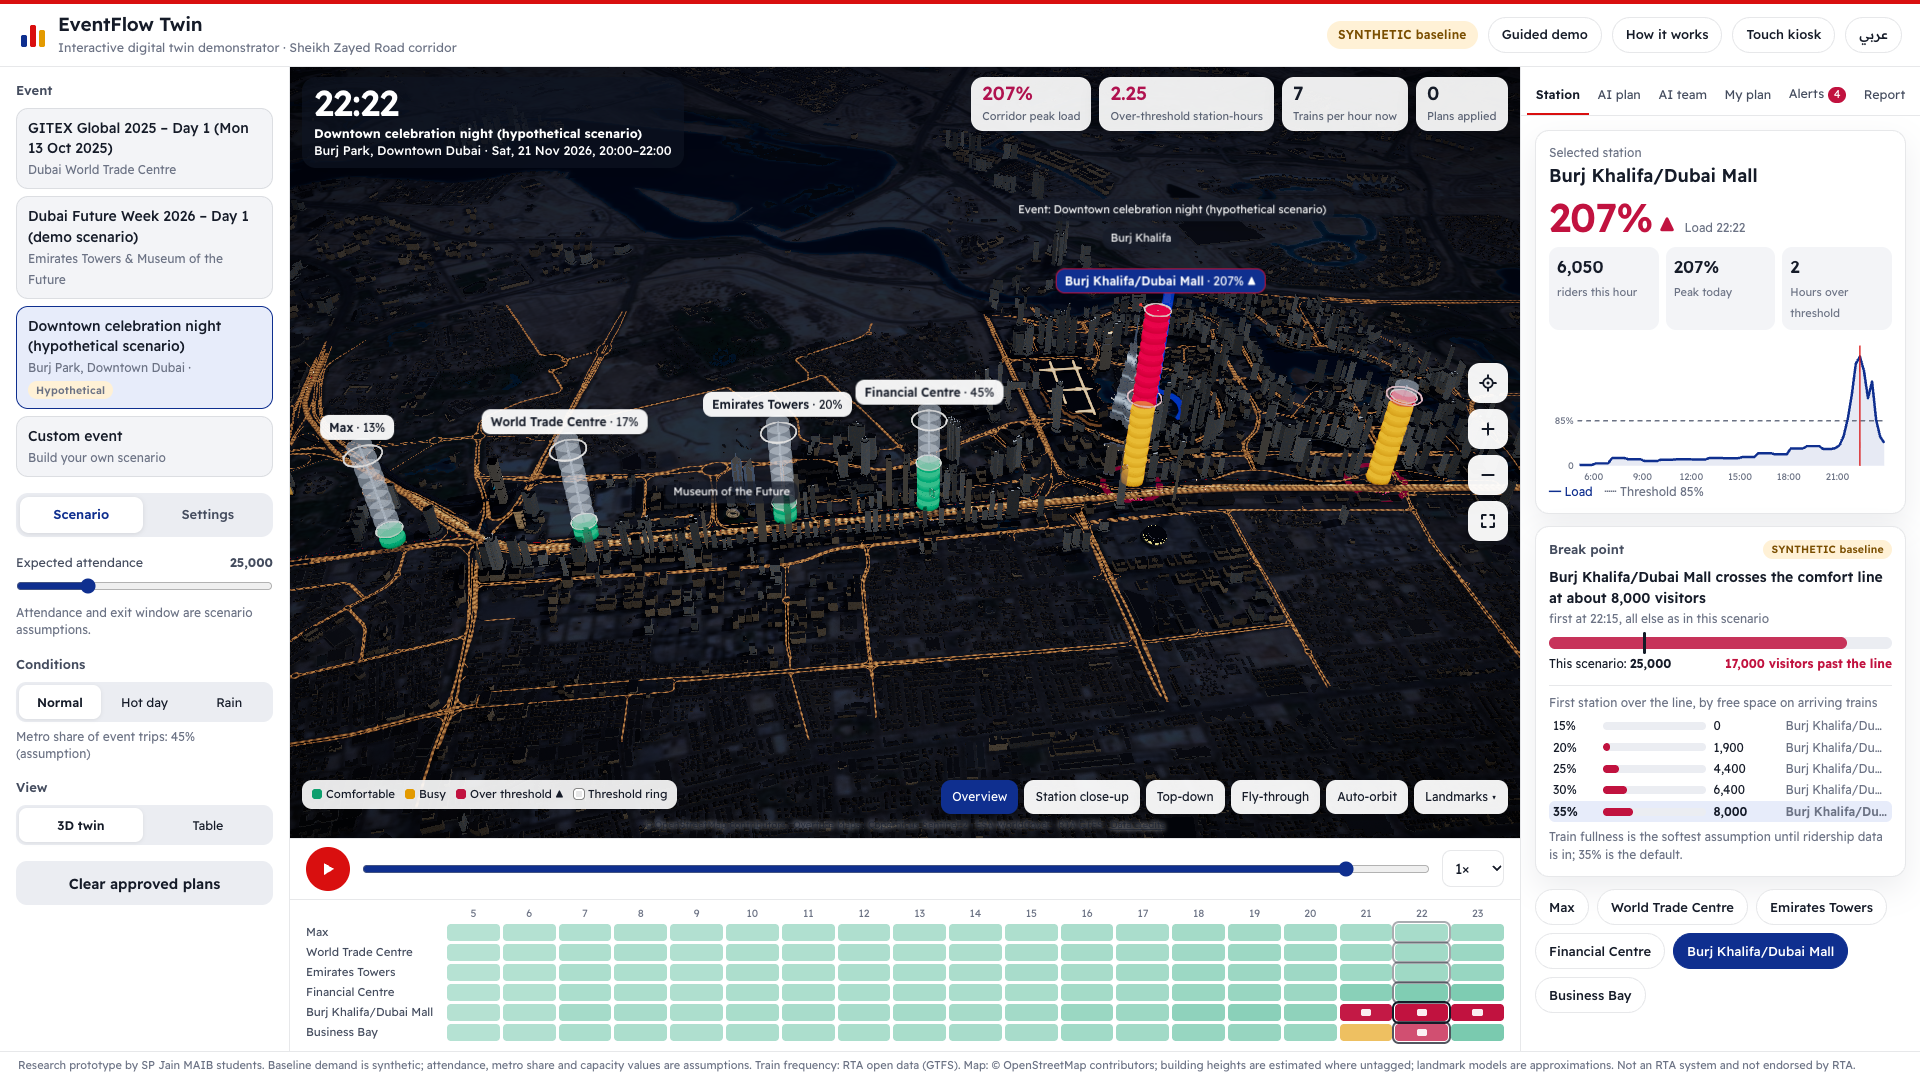 EventFlow Twin
Interactive digital twin demonstrator · Sheikh Zayed Road corridor
SYNTHETIC baseline
Guided demo
How it works
Touch kiosk
عربي
Event
GITEX Global 2025 – Day 1 (Mon
13 Oct 2025)
Dubai World Trade Centre
Dubai Future Week 2026 – Day 1
(demo scenario)
Emirates Towers & Museum of the
Future
Downtown celebration night
(hypothetical scenario)
Burj Park, Downtown Dubai ·
Hypothetical
Custom event
Build your own scenario
Scenario
Settings
Expected attendance
25,000
Attendance and exit window are scenario
assumptions.
Conditions
Normal
Hot day
Rain
Metro share of event trips: 45%
(assumption)
View
3D twin
Table
Clear approved plans
22:22
Downtown celebration night (hypothetical scenario)
Burj Park, Downtown Dubai · Sat, 21 Nov 2026, 20:00–22:00
207%
Corridor peak load
2.25
Over-threshold station-hours
7
Trains per hour now
0
Plans applied
Event: Downtown celebration night (hypothetical scenario)
Burj Khalifa
Burj Khalifa/Dubai Mall · 207% ▲
Financial Centre · 45%
Emirates Towers · 20%
World Trade Centre · 17%
Max · 13%
Museum of the Future
Comfortable
Busy
Over threshold ▲
Threshold ring
Overview
Station close-up
Top-down
Fly-through
Auto-orbit
Landmarks
1×
5 6 7 8 9 10 11 12 13 14 15 16 17 18 19 20 21 22 23
Max
World Trade Centre
Emirates Towers
Financial Centre
Burj Khalifa/Dubai Mall
Business Bay
Station
AI plan
AI team
My plan
Alerts 4
Report
Selected station
Burj Khalifa/Dubai Mall
207% ▲ Load 22:22
6,050
riders this hour
207%
Peak today
2
Hours over
threshold
85%
0
6:00 9:00 12:00 15:00 18:00 21:00
Load
Threshold 85%
Break point
SYNTHETIC baseline
Burj Khalifa/Dubai Mall crosses the comfort line
at about 8,000 visitors
first at 22:15, all else as in this scenario
This scenario: 25,000
17,000 visitors past the line
First station over the line, by free space on arriving trains
15% 0 Burj Khalifa/Du...
20% 1,900 Burj Khalifa/Du...
25% 4,400 Burj Khalifa/Du...
30% 6,400 Burj Khalifa/Du...
35% 8,000 Burj Khalifa/Du...
Train fullness is the softest assumption until ridership data
is in; 35% is the default.
Max
World Trade Centre
Emirates Towers
Financial Centre
Burj Khalifa/Dubai Mall
Business Bay
Research prototype by SP Jain MAIB students. Baseline demand is synthetic; attendance, metro share and capacity values are assumptions. Train frequency: RTA open data (GTFS). Map: © OpenStreetMap contributors; building heights are estimated where untagged; landmark models are approximations. Not an RTA system and not endorsed by RTA.